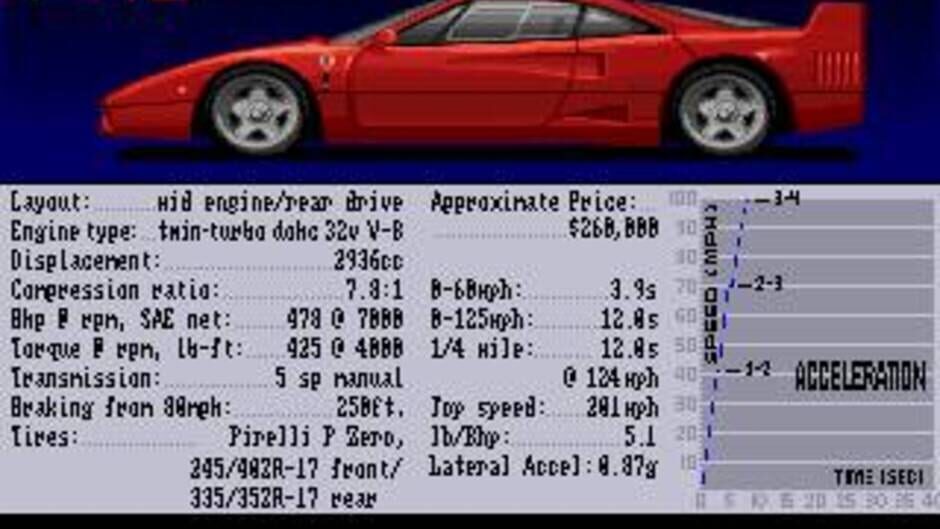 Layout: mid engine/rear drive
Engine type: twin-turbo dohc 32v V-8
Displacement: 2936cc
Compression ratio: 7.8:1
Bhp @ rpm, SAE net: 478 @ 7000
Torque @ rpm, lb-ft: 425 @ 4000
Transmission: 5 sp manual
Braking from 80mph: 250ft.
Tires: Pirelli P Zero,
245/40ZR-17 front/
335/35ZR-17 rear
Approximate Price:
$260,000
0-60mph: 3.9s
0-125mph: 12.0s
1/4 mile: 12.0s
@ 124mph
Top speed: 201mph
lb/Bhp: 5.1
Lateral Accel: 0.87g
SPEED (MPH)
100
90
80
70
60
50
40
30
20
10
3-4
2-3
1-2
ACCELERATION
TIME (SEC)
0 5 10 15 20 25 30 35 40